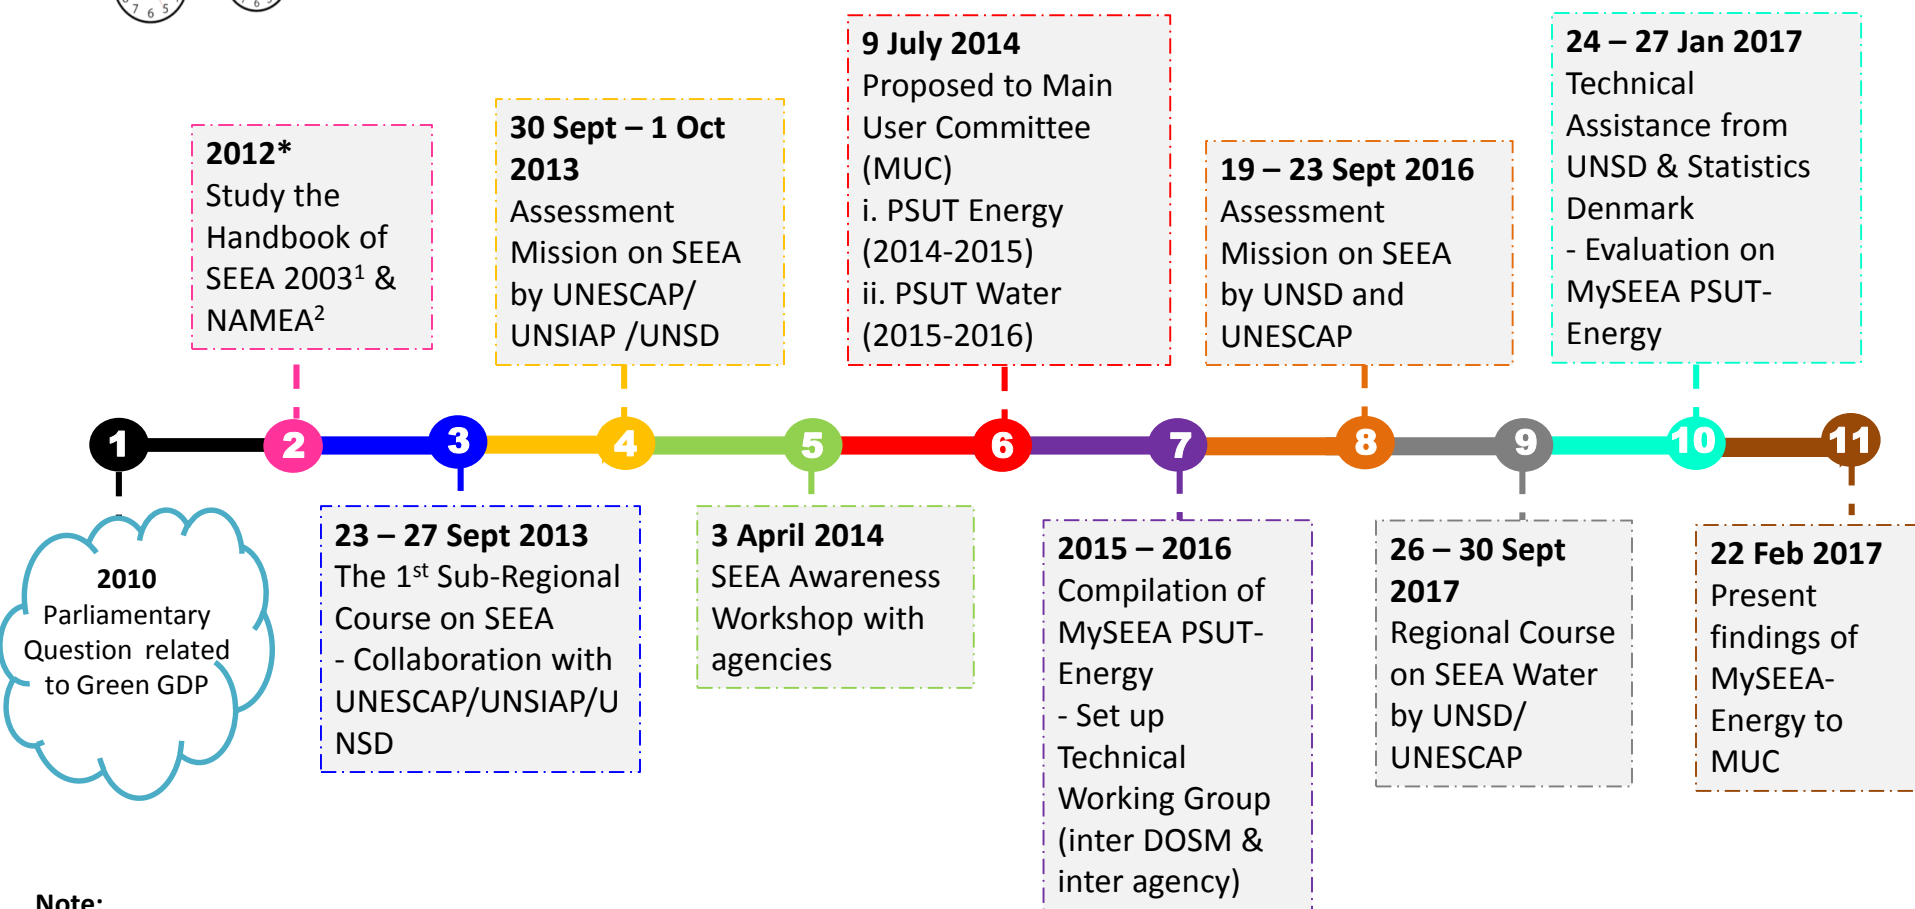 7 6 5
7 6 5
9 July 2014
Proposed to Main
User Committee
(MUC)
i. PSUT Energy
(2014-2015)
ii. PSUT Water
(2015-2016)
24 – 27 Jan 2017
Technical
Assistance from
UNSD & Statistics
Denmark
- Evaluation on
MySEEA PSUT-
Energy
30 Sept – 1 Oct
2013
Assessment
Mission on SEEA
by UNESCAP/
UNSIAP /UNSD
2012*
Study the
Handbook of
SEEA 2003¹ &
NAMEA²
19 – 23 Sept 2016
Assessment
Mission on SEEA
by UNSD and
UNESCAP
1 2 3 4 5 6 7 8 9 10 11
2010
Parliamentary
Question related
to Green GDP
23 – 27 Sept 2013
The 1st Sub-Regional
Course on SEEA
- Collaboration with
UNESCAP/UNSIAP/U
NSD
3 April 2014
SEEA Awareness
Workshop with
agencies
2015 – 2016
Compilation of
MySEEA PSUT-
Energy
- Set up
Technical
Working Group
(inter DOSM &
inter agency)
26 – 30 Sept
2017
Regional Course
on SEEA Water
by UNSD/
UNESCAP
22 Feb 2017
Present
findings of
MySEEA-
Energy to
MUC
Note: